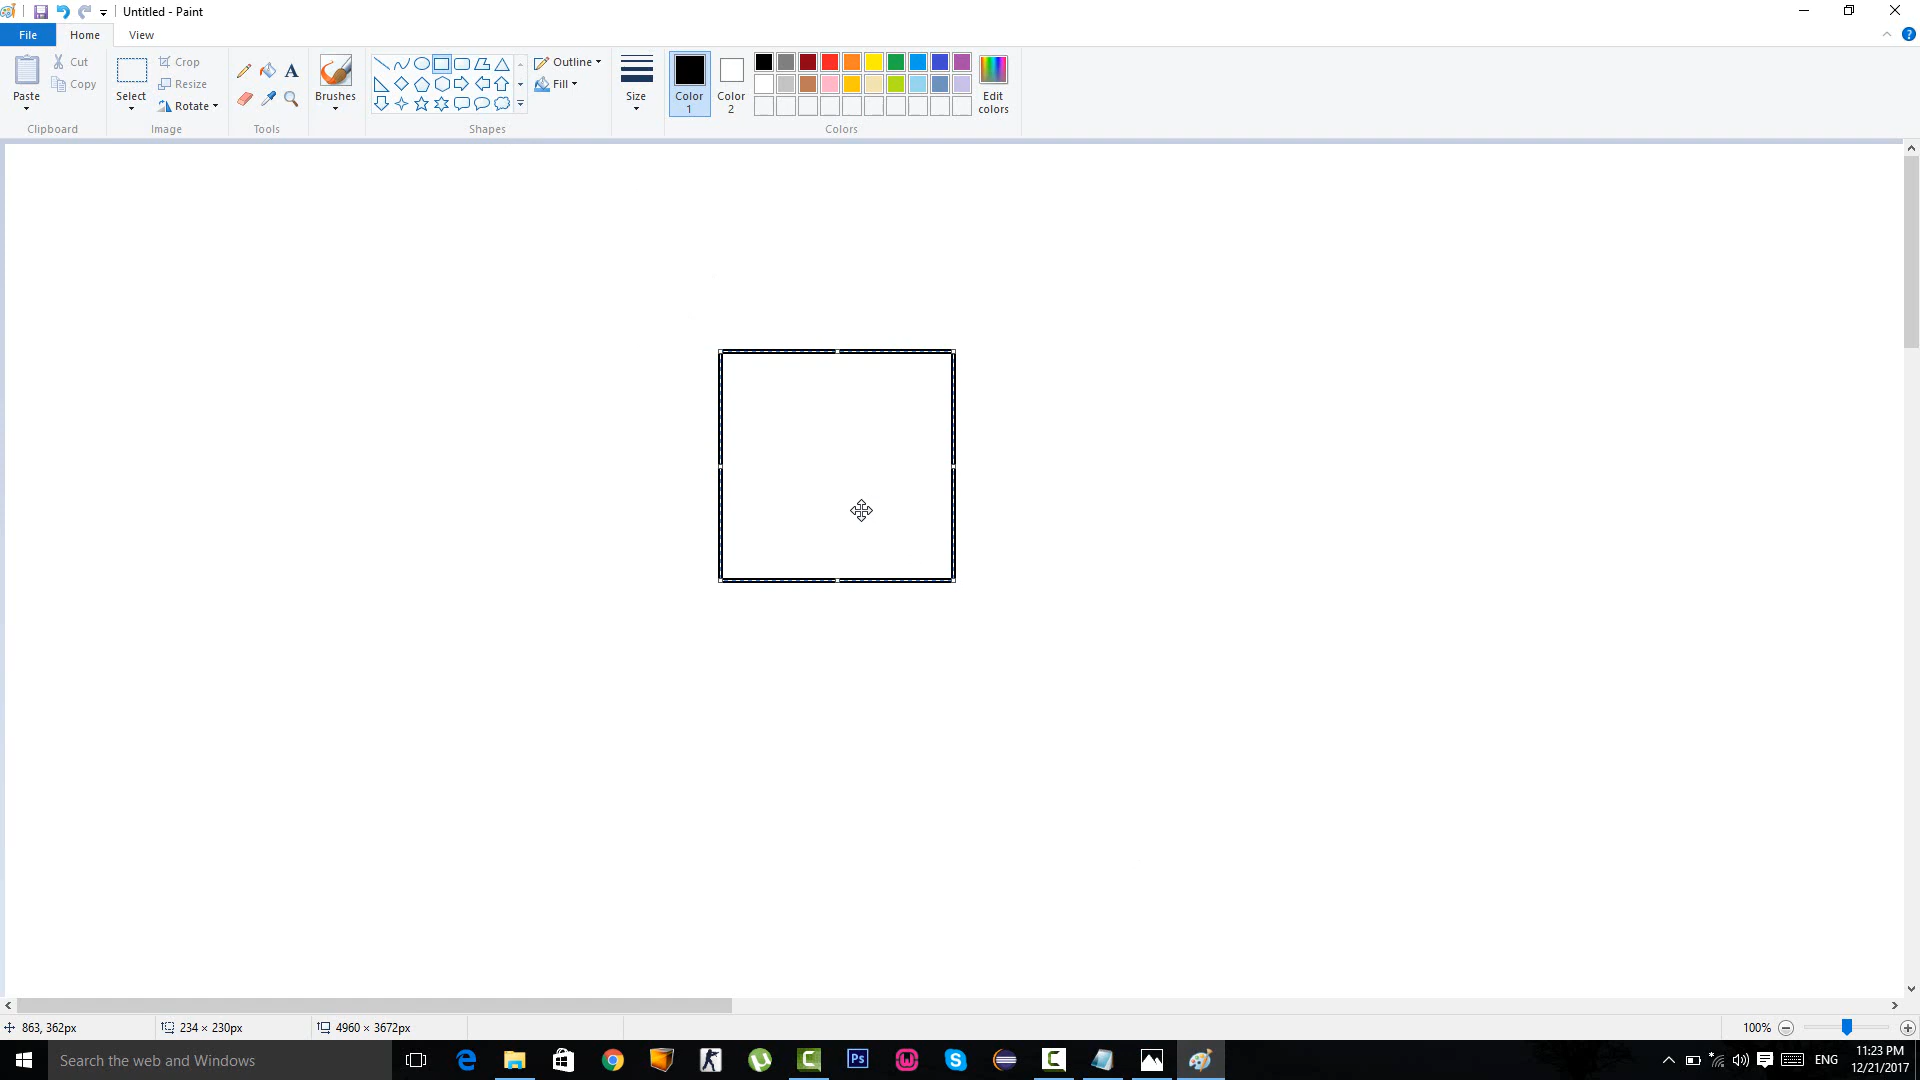 Untitled - Paint
File Home View
Paste
Cut
Copy
Clipboard
Select
Crop
Resize
Rotate
Image
A
Tools
Brushes
Shapes
Outline
Fill
Size
Color 1
Color 2
Edit colors
Colors
863, 362px 234 × 230px 4960 × 3672px 100%
Search the web and Windows
Ps
ENG
11:23 PM
12/21/2017